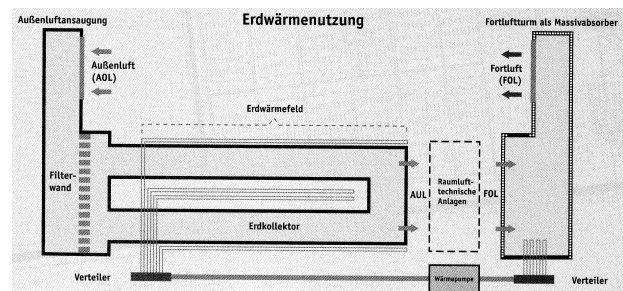 Erdwärmenutzung
Außenluftansaugung
Fortluftturm als Massivabsorber
Außenluft
(AOL)
Fortluft
(FOL)
Erdwärmefeld
Filter-
wand
AUL
Raumluft-
technische
Anlagen
FOL
Erdkollektor
Verteiler
Wärmepumpe
Verteiler